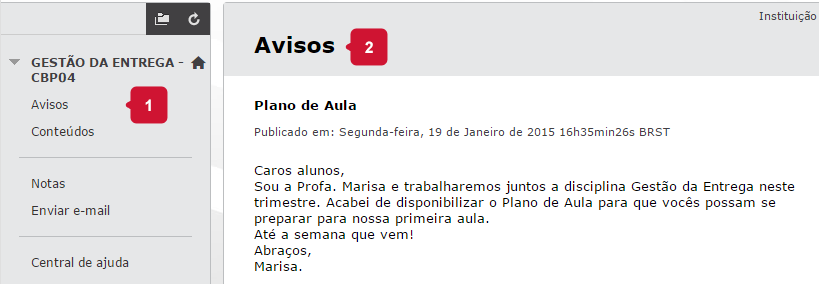 GESTÃO DA ENTREGA -
CBP04
Avisos
1
Conteúdos
Notas
Enviar e-mail
Central de ajuda
Instituição
Avisos
2
Plano de Aula
Publicado em: Segunda-feira, 19 de Janeiro de 2015 16h35min26s BRST
Caros alunos,
Sou a Profa. Marisa e trabalharemos juntos a disciplina Gestão da Entrega neste
trimestre. Acabei de disponibilizar o Plano de Aula para que vocês possam se
preparar para nossa primeira aula.
Até a semana que vem!
Abraços,
Marisa.